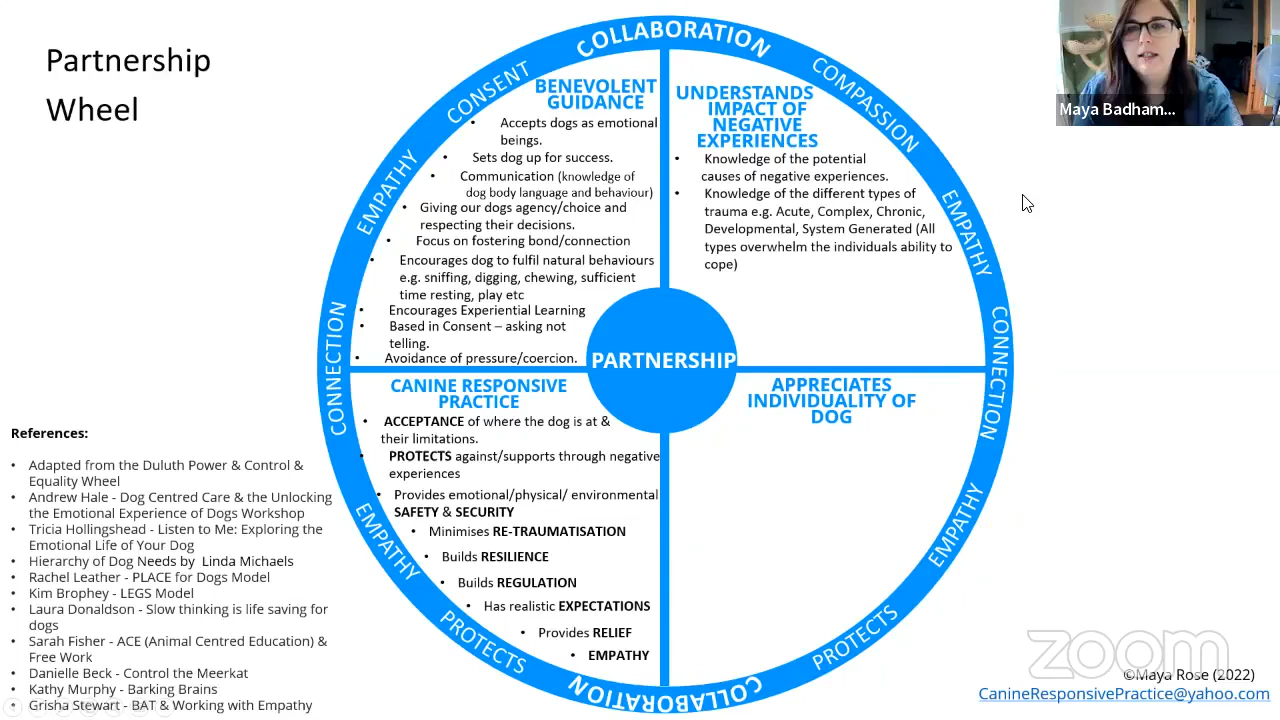 Partnership
Wheel
COLLABORATION
CONSENT
COMPASSION
EMPATHY
EMPATHY
CONNECTION
CONNECTION
EMPATHY
EMPATHY
PROTECTS
PROTECTS
COLLABORATION
BENEVOLENT
GUIDANCE
• Accepts dogs as emotional
beings.
• Sets dog up for success.
• Communication (knowledge of
dog body language and behaviour)
• Giving our dogs agency/choice and
respecting their decisions.
• Focus on fostering bond/connection
• Encourages dog to fulfil natural behaviours
e.g. sniffing, digging, chewing, sufficient
time resting, play etc
• Encourages Experiential Learning
• Based in Consent – asking not
telling.
• Avoidance of pressure/coercion.
UNDERSTANDS
IMPACT OF
NEGATIVE
EXPERIENCES
• Knowledge of the potential
causes of negative experiences.
• Knowledge of the different types of
trauma e.g. Acute, Complex, Chronic,
Developmental, System Generated (All
types overwhelm the individuals ability to
cope)
PARTNERSHIP
CANINE RESPONSIVE
PRACTICE
• ACCEPTANCE of where the dog is at &
their limitations.
• PROTECTS against/supports through negative
experiences
• Provides emotional/physical/ environmental
SAFETY & SECURITY
• Minimises RE-TRAUMATISATION
• Builds RESILIENCE
• Builds REGULATION
• Has realistic EXPECTATIONS
• Provides RELIEF
• EMPATHY
APPRECIATES
INDIVIDUALITY OF
DOG
References:
• Adapted from the Duluth Power & Control &
Equality Wheel
• Andrew Hale - Dog Centred Care & the Unlocking
the Emotional Experience of Dogs Workshop
• Tricia Hollingshead - Listen to Me: Exploring the
Emotional Life of Your Dog
• Hierarchy of Dog Needs by Linda Michaels
• Rachel Leather - PLACE for Dogs Model
• Kim Brophey - LEGS Model
• Laura Donaldson - Slow thinking is life saving for
dogs
• Sarah Fisher - ACE (Animal Centred Education) &
Free Work
• Danielle Beck - Control the Meerkat
• Kathy Murphy - Barking Brains
• Grisha Stewart - BAT & Working with Empathy
Maya Badham...
zoom
©Maya Rose (2022)
CanineResponsivePractice@yahoo.com